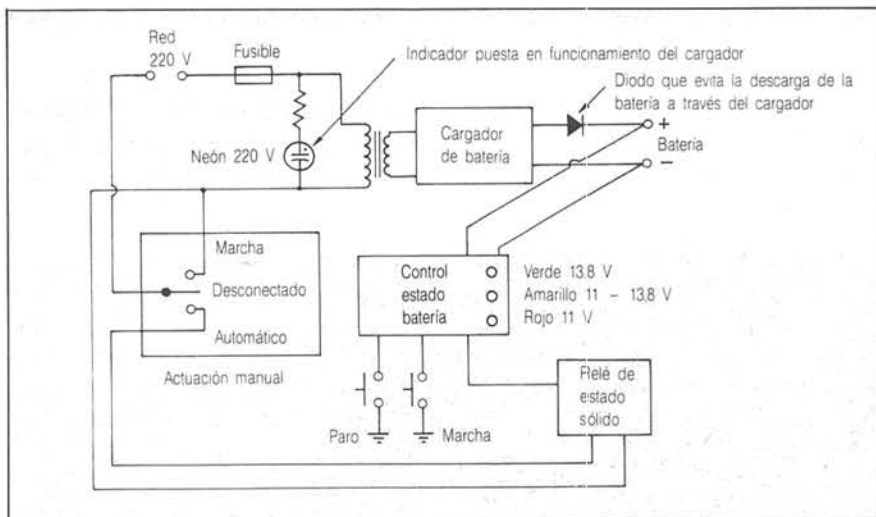 Red
220 V
Fusible
Indicador puesta en funcionamiento del cargador
Diodo que evita la descarga de la
batería a través del cargador
Neón 220 V
Cargador
de batería
+
Batería
−
Marcha
Desconectado
Automático
Actuación manual
Control
estado
batería
Verde 13.8 V
Amarillo 11 – 13,8 V
Rojo 11 V
Relé de
estado
sólido
Paro
Marcha